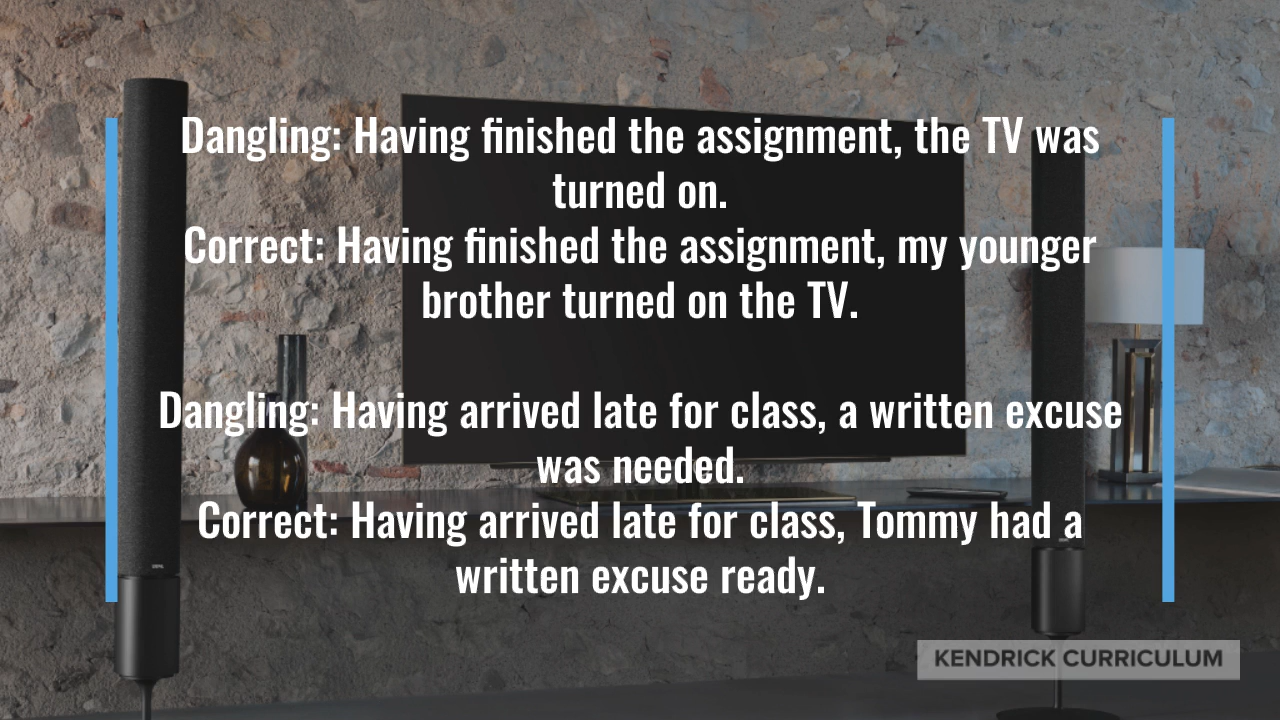 Dangling: Having finished the assignment, the TV was
turned on.
Correct: Having finished the assignment, my younger
brother turned on the TV.
Dangling: Having arrived late for class, a written excuse
was needed.
Correct: Having arrived late for class, Tommy had a
written excuse ready.
KENDRICK CURRICULUM